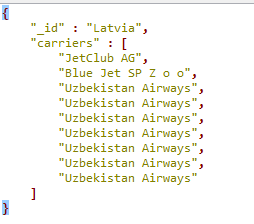 {
"_id" : "Latvia",
"carriers" : [
"JetClub AG",
"Blue Jet SP Z o o",
"Uzbekistan Airways",
"Uzbekistan Airways",
"Uzbekistan Airways",
"Uzbekistan Airways",
"Uzbekistan Airways",
"Uzbekistan Airways",
"Uzbekistan Airways"
]
}